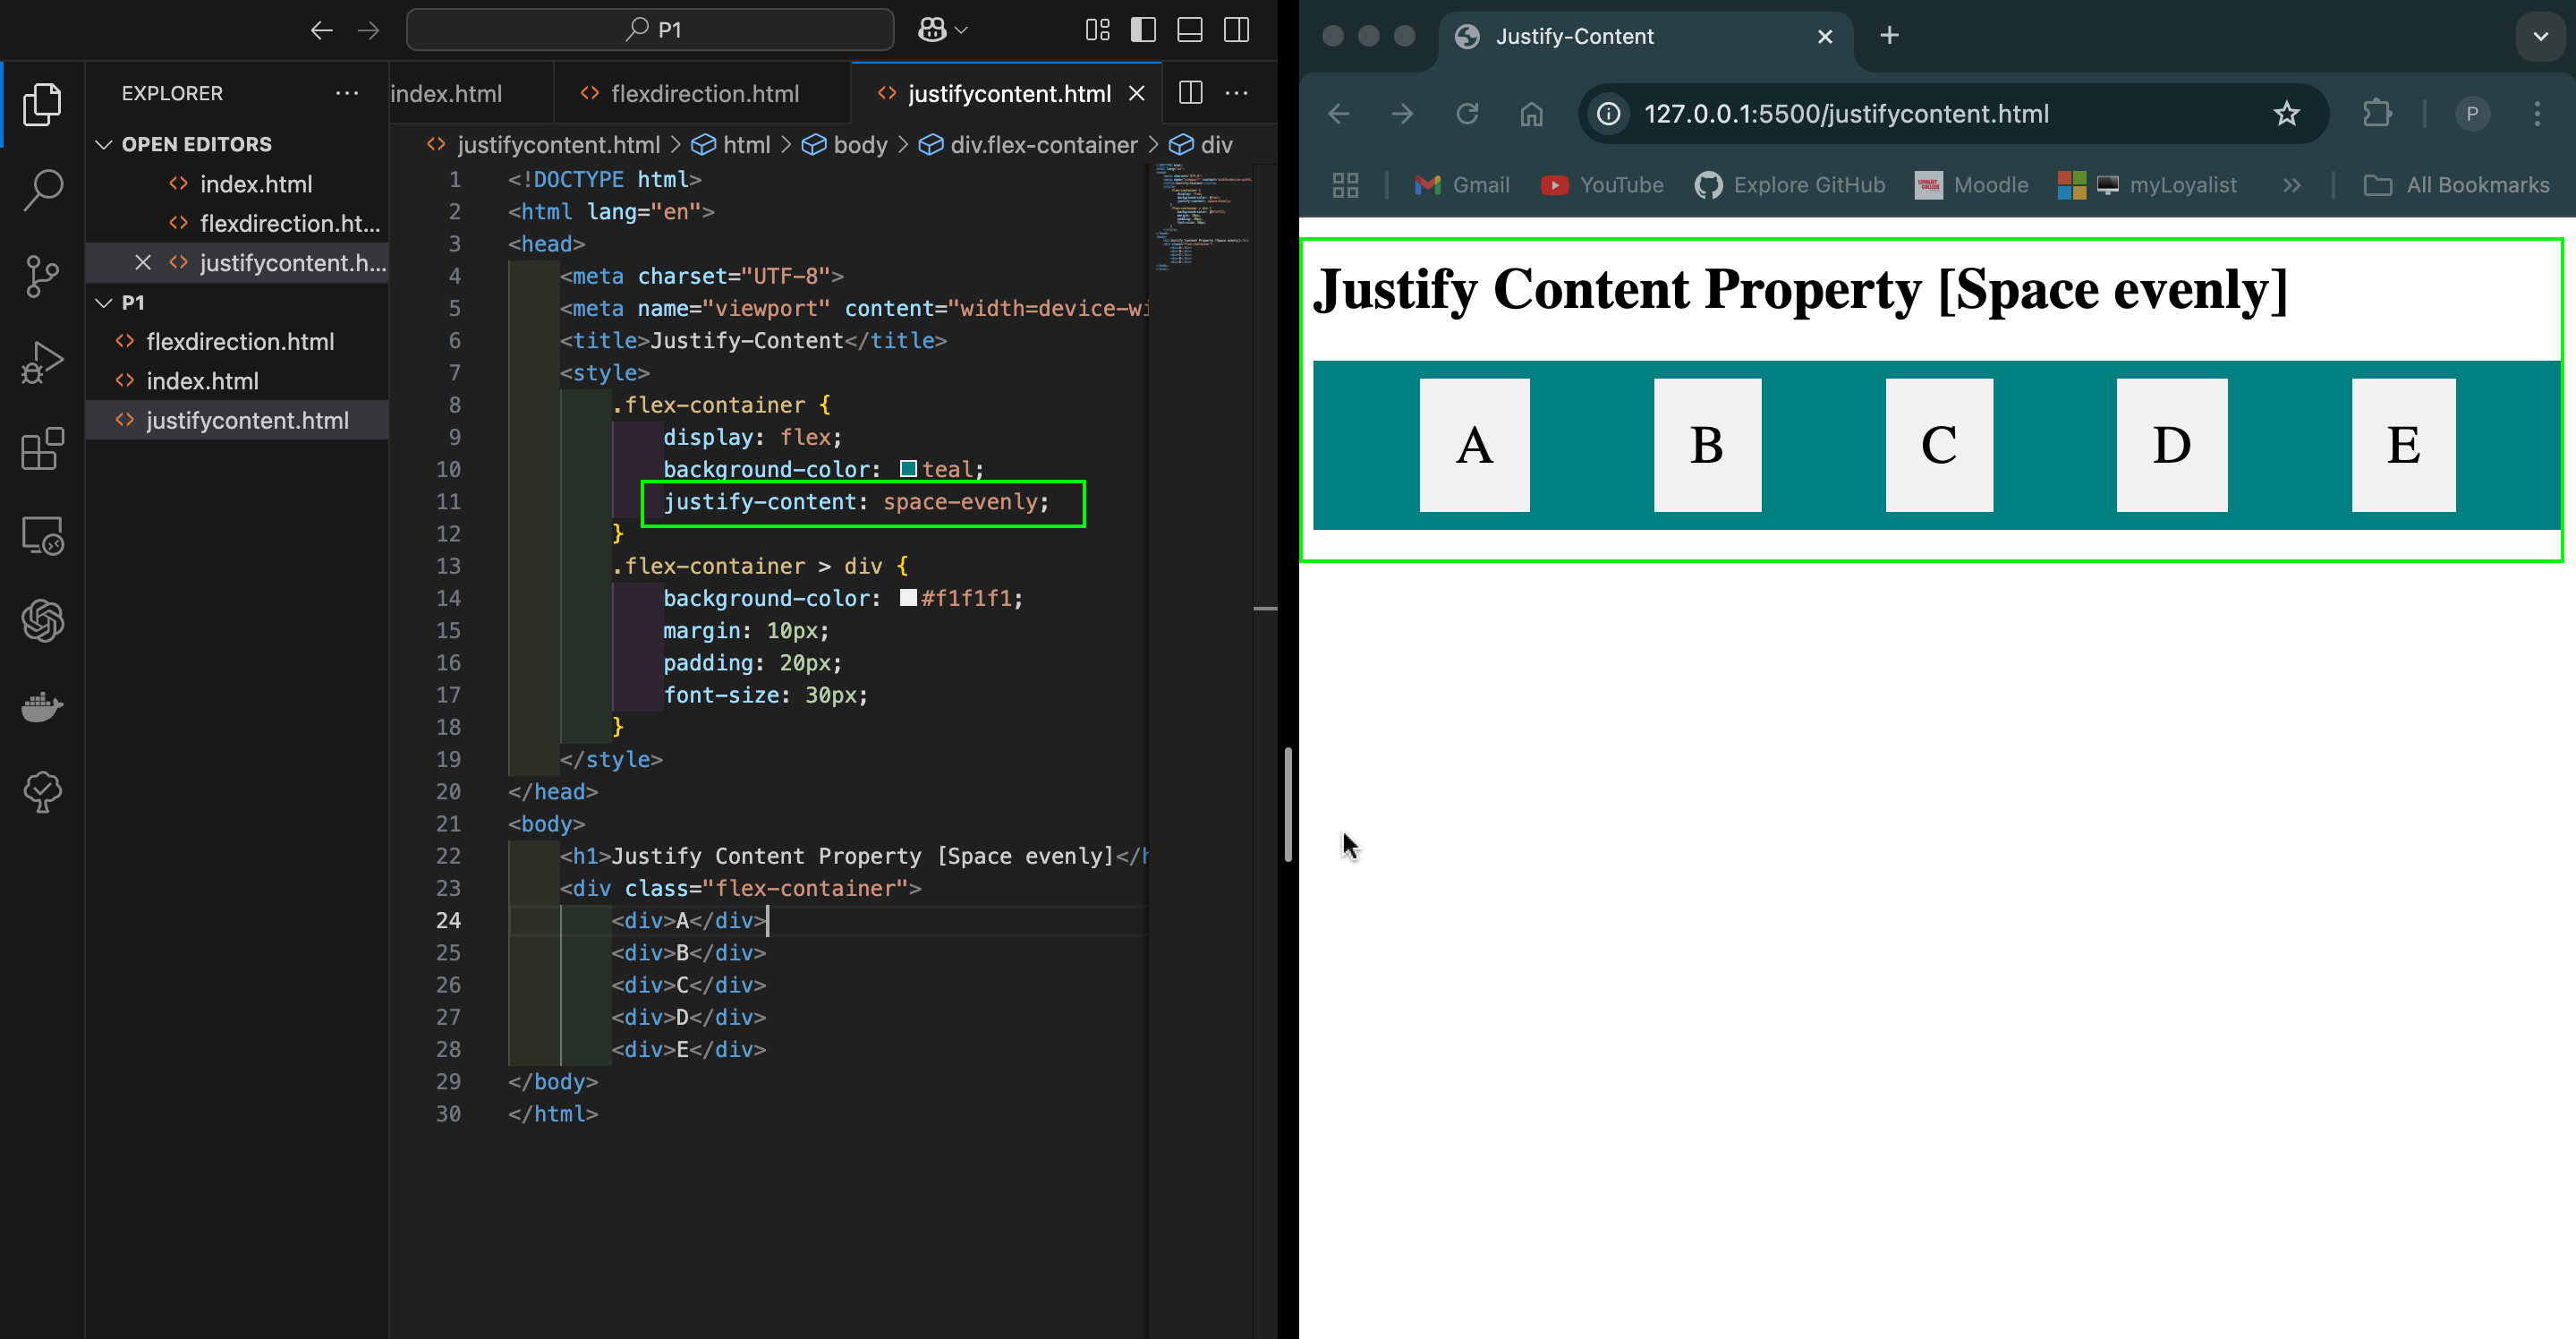 P1
EXPLORER
OPEN EDITORS
index.html
flexdirection.ht...
justifycontent.h...
P1
flexdirection.html
index.html
justifycontent.html
index.html
flexdirection.html
justifycontent.html
justifycontent.html > html > body > div.flex-container > div
1 <!DOCTYPE html>
2 <html lang="en">
3 <head>
4 <meta charset="UTF-8">
5 <meta name="viewport" content="width=device-wi
6 <title>Justify-Content</title>
7 <style>
8 .flex-container {
9 display: flex;
10 background-color: teal;
11 justify-content: space-evenly;
12 }
13 .flex-container > div {
14 background-color: #f1f1f1;
15 margin: 10px;
16 padding: 20px;
17 font-size: 30px;
18 }
19 </style>
20 </head>
21 <body>
22 <h1>Justify Content Property [Space evenly]</h
23 <div class="flex-container">
24 <div>A</div>
25 <div>B</div>
26 <div>C</div>
27 <div>D</div>
28 <div>E</div>
29 </body>
30 </html>
Justify-Content
127.0.0.1:5500/justifycontent.html
P
Gmail YouTube Explore GitHub Moodle myLoyalist >> All Bookmarks
Justify Content Property [Space evenly]
A B C D E